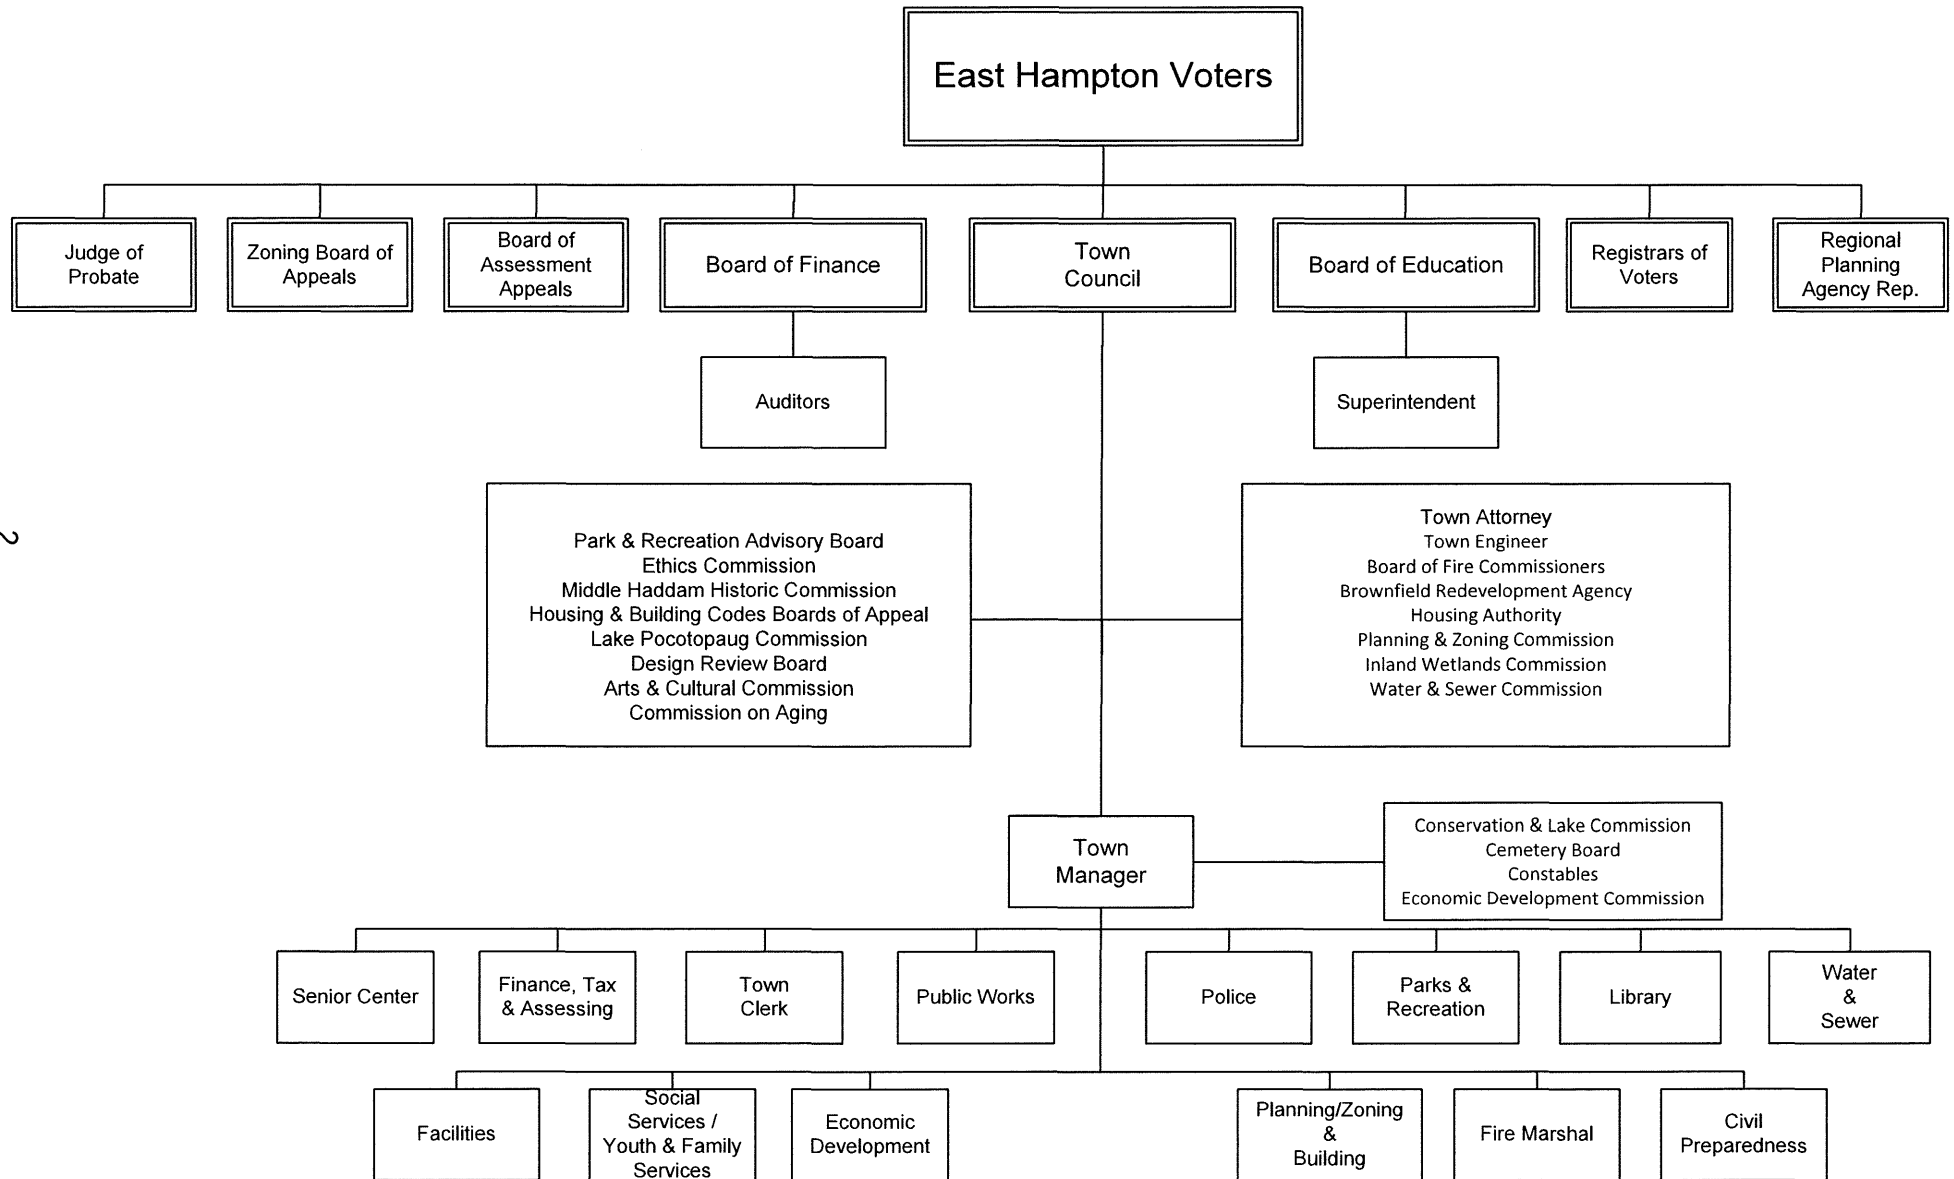 East Hampton Voters
Judge of
Probate
Zoning Board of
Appeals
Board of
Assessment
Appeals
Board of Finance
Town
Council
Board of Education
Registrars of
Voters
Regional
Planning
Agency Rep.
Auditors
Superintendent
2
Park & Recreation Advisory Board
Ethics Commission
Middle Haddam Historic Commission
Housing & Building Codes Boards of Appeal
Lake Pocotopaug Commission
Design Review Board
Arts & Cultural Commission
Commission on Aging
Town Attorney
Town Engineer
Board of Fire Commissioners
Brownfield Redevelopment Agency
Housing Authority
Planning & Zoning Commission
Inland Wetlands Commission
Water & Sewer Commission
Town
Manager
Conservation & Lake Commission
Cemetery Board
Constables
Economic Development Commission
Senior Center
Finance, Tax
& Assessing
Town
Clerk
Public Works
Police
Parks &
Recreation
Library
Water
&
Sewer
Facilities
Social
Services /
Youth & Family
Services
Economic
Development
Planning/Zoning
&
Building
Fire Marshal
Civil
Preparedness